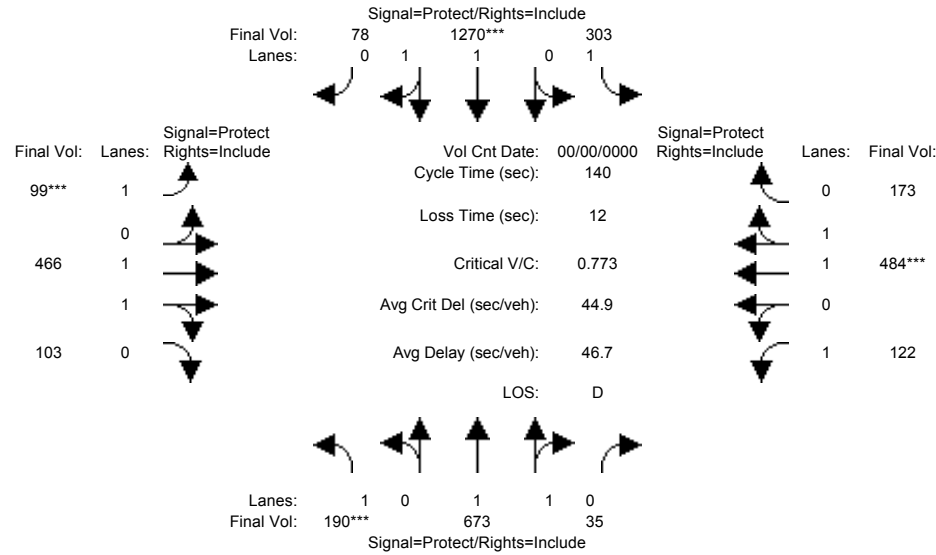 Signal=Protect/Rights=Include
Final Vol: 78 1270*** 303
Lanes: 0 1 1 0 1
Signal=Protect
Final Vol: Lanes: Rights=Include
Vol Cnt Date: 00/00/0000
Signal=Protect
Rights=Include Lanes: Final Vol:
Cycle Time (sec): 140
99*** 1
0 173
Loss Time (sec): 12
0
1
466 1
Critical V/C: 0.773
1 484***
1
Avg Crit Del (sec/veh): 44.9
0
103 0
Avg Delay (sec/veh): 46.7
1 122
LOS: D
Lanes: 1 0 1 1 0
Final Vol: 190*** 673 35
Signal=Protect/Rights=Include